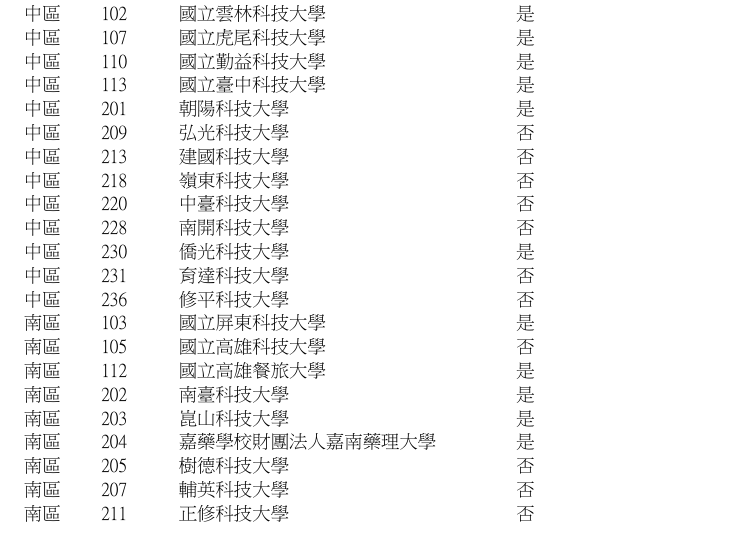 中區 102 國立雲林科技大學 是
中區 107 國立虎尾科技大學 是
中區 110 國立勤益科技大學 是
中區 113 國立臺中科技大學 是
中區 201 朝陽科技大學 是
中區 209 弘光科技大學 否
中區 213 建國科技大學 否
中區 218 嶺東科技大學 否
中區 220 中臺科技大學 否
中區 228 南開科技大學 否
中區 230 僑光科技大學 是
中區 231 育達科技大學 否
中區 236 修平科技大學 否
南區 103 國立屏東科技大學 是
南區 105 國立高雄科技大學 否
南區 112 國立高雄餐旅大學 是
南區 202 南臺科技大學 是
南區 203 崑山科技大學 是
南區 204 嘉藥學校財團法人嘉南藥理大學 是
南區 205 樹德科技大學 否
南區 207 輔英科技大學 否
南區 211 正修科技大學 否